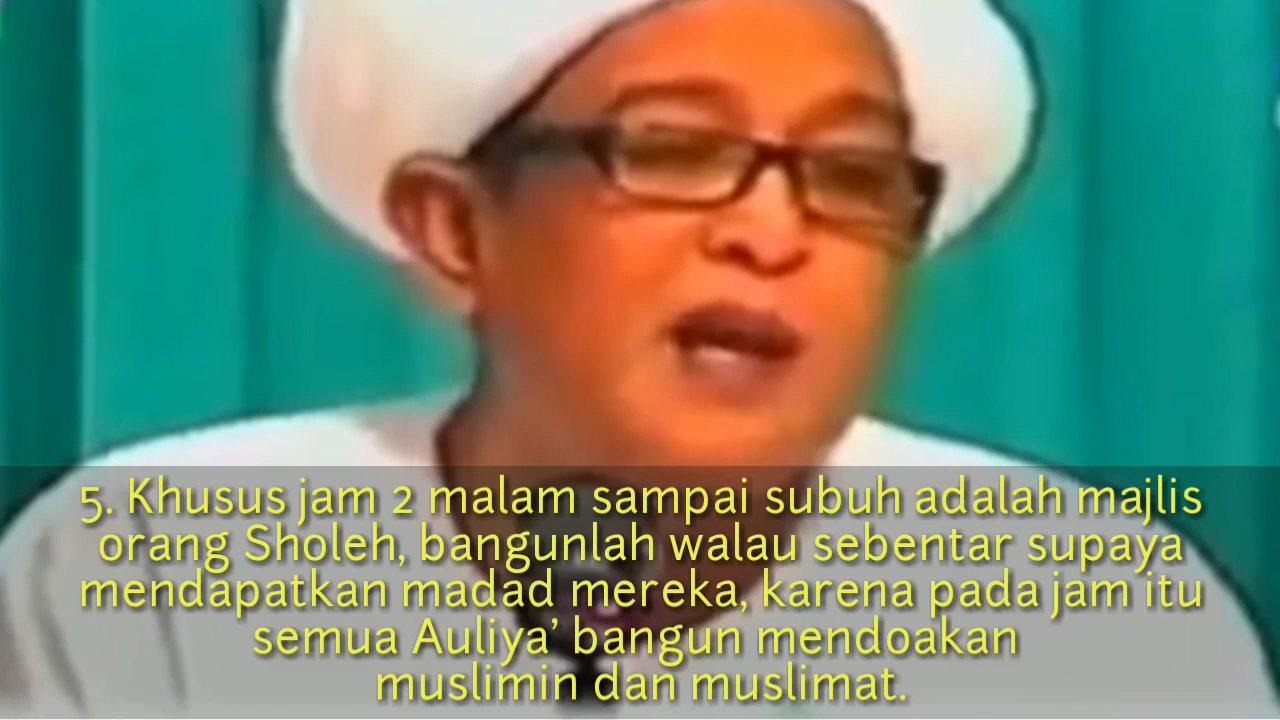 5. Khusus jam 2 malam sampai subuh adalah majlis
orang Sholeh, bangunlah walau sebentar supaya
mendapatkan madad mereka, karena pada jam itu
semua Auliya’ bangun mendoakan
muslimin dan muslimat.